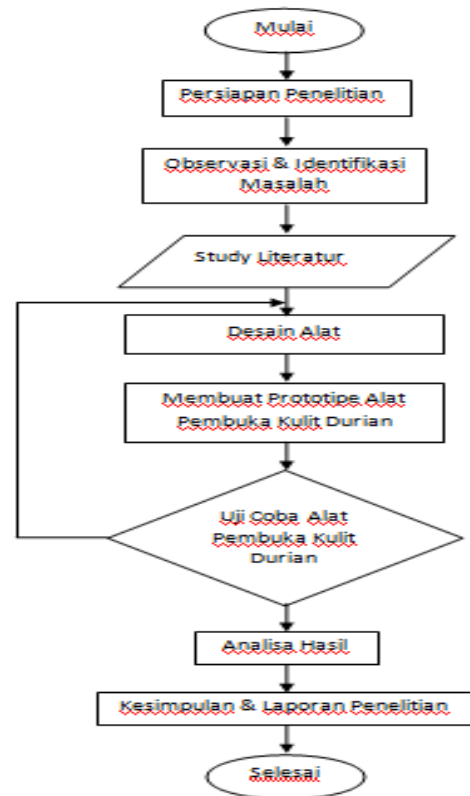 Mulai
Persiapan Penelitian
Observasi & Identifikasi
Masalah
Study Literatur
Desain Alat
Membuat Prototipe Alat
Pembuka Kulit Durian
Uji Coba Alat
Pembuka Kulit
Durian
Analisa Hasil
Kesimpulan & Laporan Penelitian
Selesai